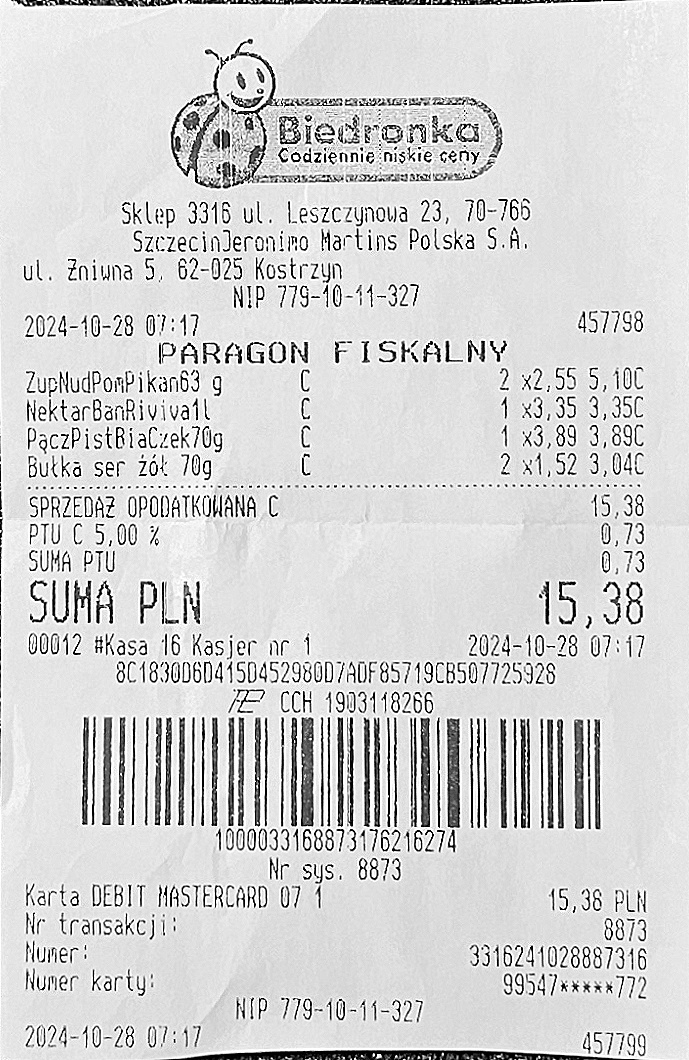 Biedronka
Codziennie niskie ceny
Sklep 3316 ul. Leszczynowa 23, 70-766
SzczecinJeronimo Martins Polska S.A.
ul. Żniwna 5, 62-025 Kostrzyn
NIP 779-10-11-327
2024-10-28 07:17 457798
PARAGON FISKALNY
ZupNudPomPikan63 g C 2 x2,55 5,10C
NektarBanRiviva1l C 1 x3,35 3,35C
PączPistBiaCzek70g C 1 x3,89 3,89C
Bułka ser żół 70g C 2 x1,52 3,04C
SPRZEDAŻ OPODATKOWANA C 15,38
PTU C 5,00 % 0,73
SUMA PTU 0,73
SUMA PLN 15,38
00012 #Kasa 16 Kasjer nr 1 2024-10-28 07:17
8C1830D6D415D452980D7ADF85719CB507725928
CCH 1903118266
1000033168873176216274
Nr sys. 8873
Karta DEBIT MASTERCARD 07 1 15,38 PLN
Nr transakcji: 8873
Numer: 3316241028887316
Numer karty: 99547*****772
NIP 779-10-11-327
2024-10-28 07:17 457799